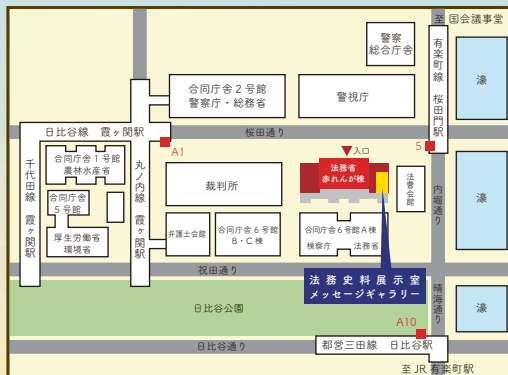 至 国会議事堂
警察
総合庁舎
有楽町線 桜田門駅
濠
合同庁舎2号館
警察庁・総務省
警視庁
日比谷線 霞ヶ関駅
桜田通り
A1
5
入口
千代田線 霞ヶ関駅
合同庁舎1号館
農林水産省
丸ノ内線 霞ヶ関駅
裁判所
法務省
赤れんが棟
法曹会館
内堀通り
濠
合同庁舎
5号館
厚生労働省
環境省
弁護士会館
合同庁舎6号館
B・C棟
合同庁舎6号館A棟
検察庁 法務省
祝田通り
法務史料展示室
メッセージギャラリー
晴海通り
濠
日比谷公園
A10
日比谷通り
都営三田線 日比谷駅
至JR 有楽町駅